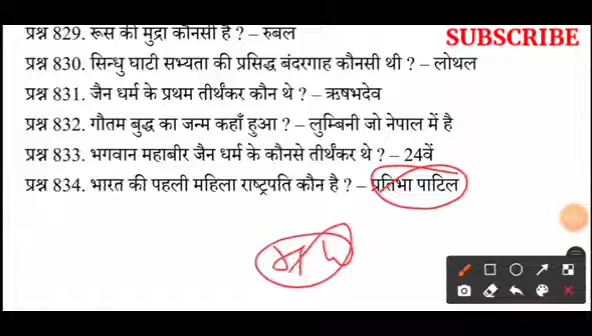 प्रश्न 829. रूस की मुद्रा कौनसी है ? – रुबल
SUBSCRIBE
प्रश्न 830. सिन्धु घाटी सभ्यता की प्रसिद्ध बंदरगाह कौनसी थी ? – लोथल
प्रश्न 831. जैन धर्म के प्रथम तीर्थंकर कौन थे ? – ऋषभदेव
प्रश्न 832. गौतम बुद्ध का जन्म कहाँ हुआ ? – लुम्बिनी जो नेपाल में है
प्रश्न 833. भगवान महाबीर जैन धर्म के कौनसे तीर्थंकर थे ? – 24वें
प्रश्न 834. भारत की पहली महिला राष्ट्रपति कौन है ? – प्रतिभा पाटिल